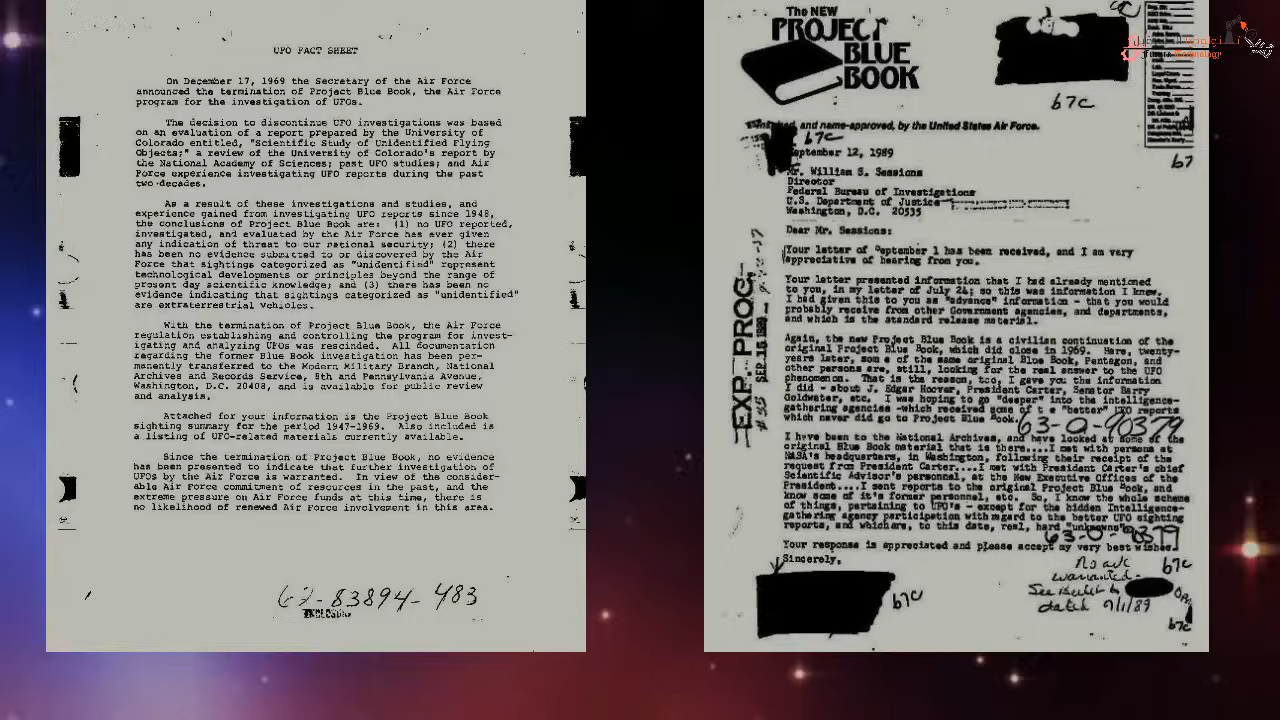 UFO FACT SHEET
On December 17, 1969 the Secretary of the Air Force
announced the termination of Project Blue Book, the Air Force
program for the investigation of UFOs.
The decision to discontinue UFO investigations was based
on an evaluation of a report prepared by the University of
Colorado entitled, "Scientific Study of Unidentified Flying
Objects;" a review of the University of Colorado's report by
the National Academy of Sciences; past UFO studies; and Air
Force experience investigating UFO reports during the past
two decades.
As a result of these investigations and studies, and
experience gained from investigating UFO reports since 1948,
the conclusions of Project Blue Book are: (1) no UFO reported,
investigated, and evaluated by the Air Force has ever given
any indication of threat to our national security; (2) there
has been no evidence submitted to or discovered by the Air
Force that sightings categorized as "unidentified" represent
technological developments or principles beyond the range of
present day scientific knowledge; and (3) there has been no
evidence indicating that sightings categorized as "unidentified"
are extraterrestrial vehicles.
With the termination of Project Blue Book, the Air Force
regulation establishing and controlling the program for invest-
igating and analyzing UFOs was rescinded. All documentation
regarding the former Blue Book investigation has been per-
manently transferred to the Modern Military Branch, National
Archives and Records Service, 8th and Pennsylvania Avenue,
Washington, D.C. 20408, and is available for public review
and analysis.
Attached for your information is the Project Blue Book
sighting summary for the period 1947-1969. Also included is
a listing of UFO-related materials currently available.
Since the termination of Project Blue Book, no evidence
has been presented to indicate that further investigation of
UFOs by the Air Force is warranted. In view of the consider-
able Air Force commitment of resources in the past, and the
extreme pressure on Air Force funds at this time, there is
no likelihood of renewed Air Force involvement in this area.
62-83894-483
The NEW
PROJECT
BLUE
BOOK
b7c
and name-approved, by the United States Air Force.
b7c
September 12, 1989
b7
Mr. William S. Sessions
Director
Federal Bureau of Investigations
U.S. Department of Justice
Washington, D.C. 20535
Dear Mr. Sessions:
Your letter of September 1 has been received, and I am very
appreciative of hearing from you.
Your letter presented information that I had already mentioned
to you, in my letter of July 24; so this was information I knew.
I had given this to you as "advance" information - that you would
probably receive from other Government agencies, and departments,
and which is the standard release material.
Again, the new Project Blue Book is a civilian continuation of the
original Project Blue Book, which did close in 1969. Here, twenty-
years later, some of the same original Blue Book, Pentagon, and
other persons are, still, looking for the real answer to the UFO
phenomenon. That is the reason, too, I gave you the information
I did - about J. Edgar Hoover, President Carter, Senator Barry
Goldwater, etc. I was hoping to go "deeper" into the intelligence-
gathering agencies -which received some of t e "better" UFO reports
which never did go to Project Blue Book.
63-0-90379
I have been to the National Archives, and have looked at some of the
original Blue Book material that is there....I met with persons at
NASA's headquarters, in Washington, following their receipt of the
request from President Carter....I met with President Carter's chief
Scientific Advisor's personnel, at the New Executive Offices of the
President....I sent reports to the original Project Blue Book, and
know some of it's former personnel, etc. So, I know the whole scheme
of things, pertaining to UFO's - except for the hidden Intelligence-
gathering agency participation with regard to the better UFO sighting
reports, and which are, to this date, real, hard "unknowns"
63-0-90379
Your response is appreciated and please accept my very best wishes.
Sincerely,
b7c
No ack
warranted.
b7c
dated 9/1/89
b7c
EXP. PROC.
SEP 15 1989